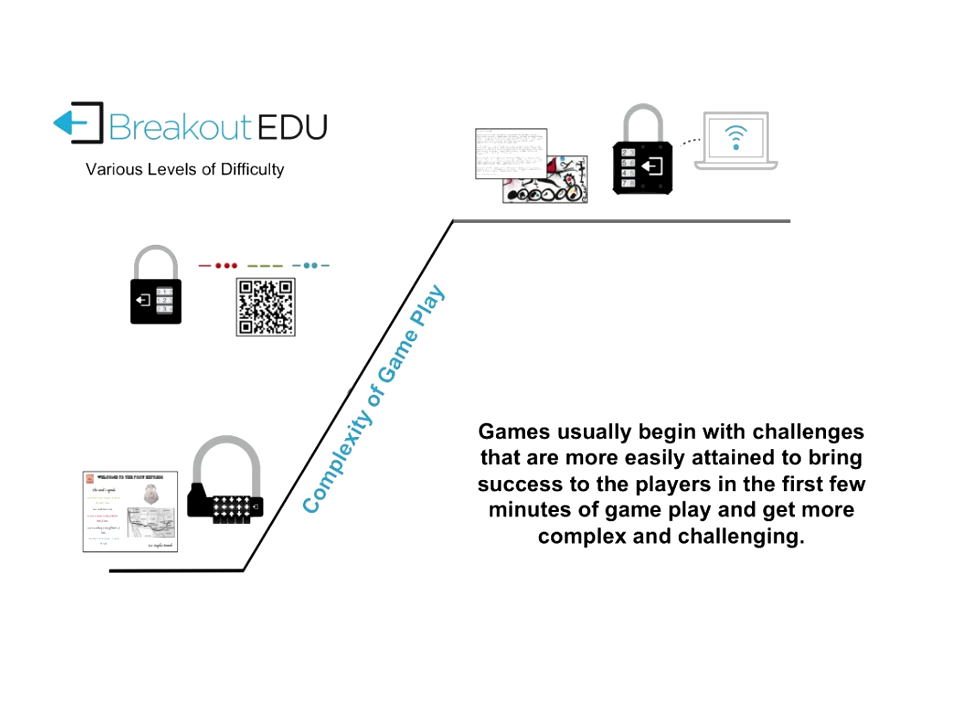 Breakout EDU
Various Levels of Difficulty
Complexity of Game Play
WELCOME TO THE PONY EXPRESS
Games usually begin with challenges
that are more easily attained to bring
success to the players in the first few
minutes of game play and get more
complex and challenging.